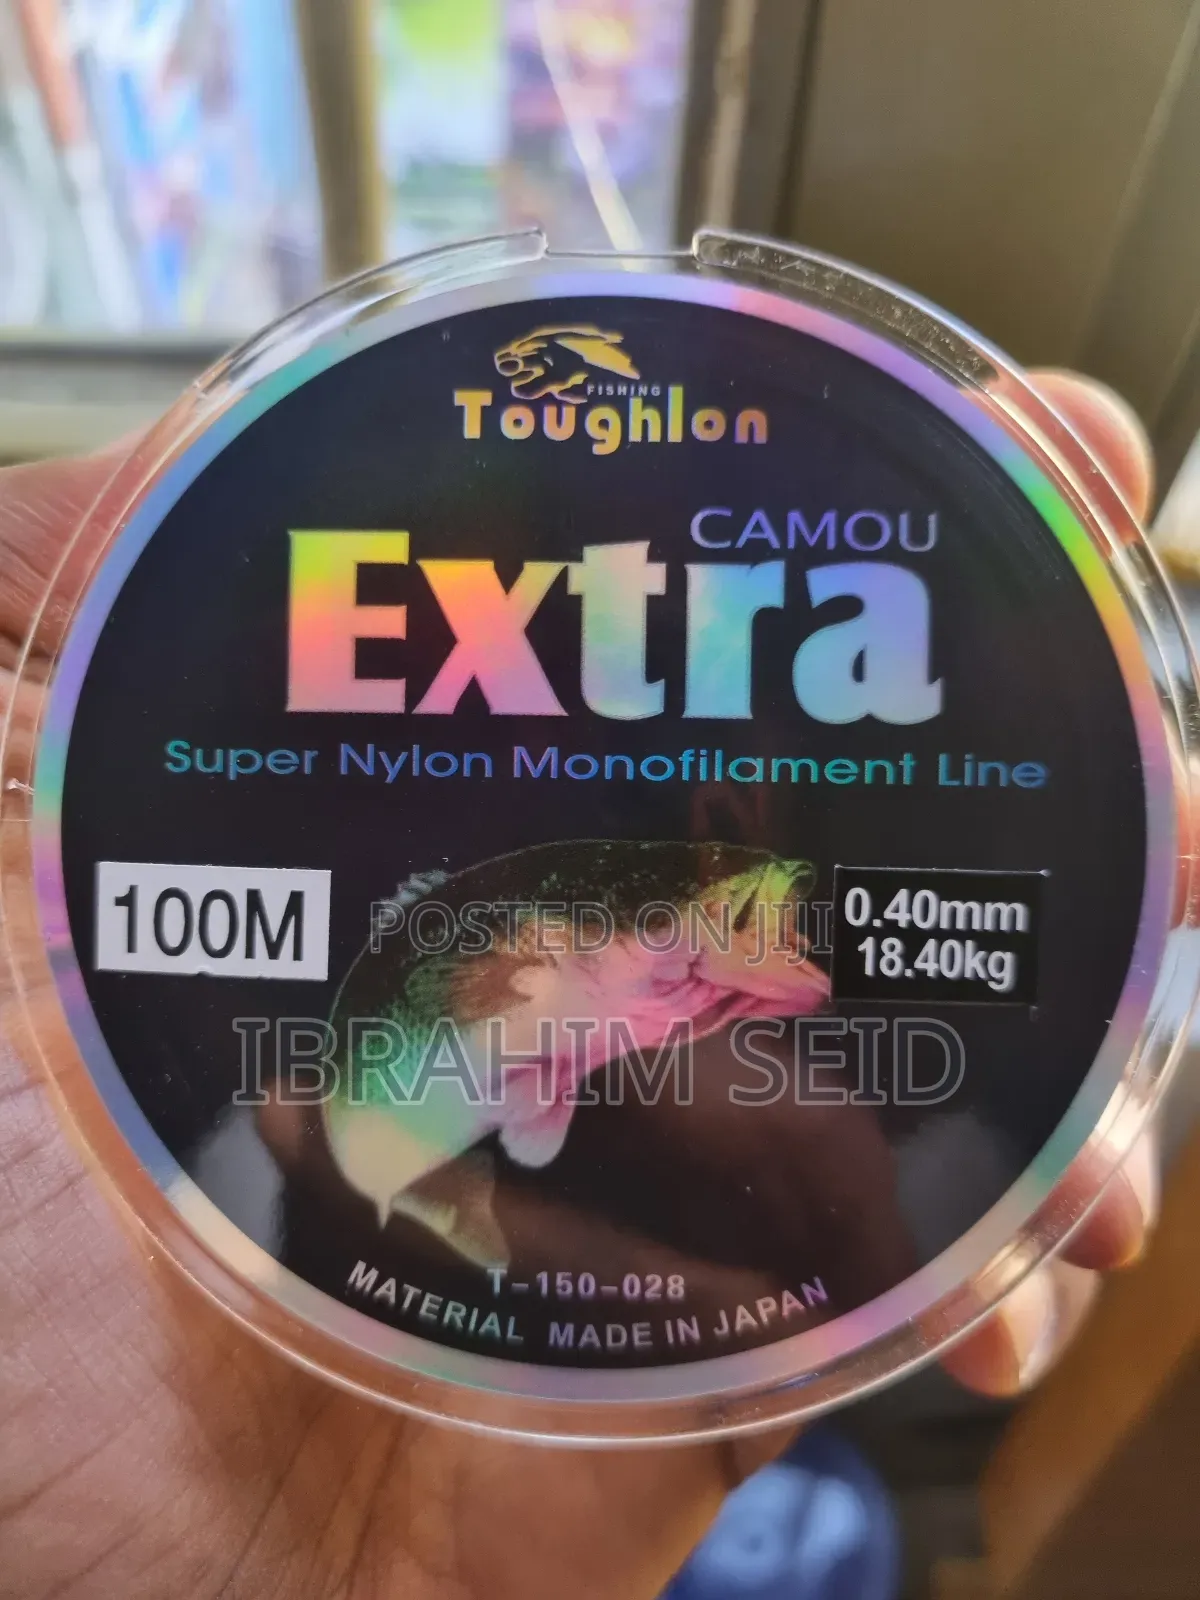 FISHING
Toughlon
CAMOU
Extra
Super Nylon Monofilament Line
100M
0.40mm
18.40kg
POSTED ON JIJI
IBRAHIM SEID
T-150-028
MATERIAL MADE IN JAPAN